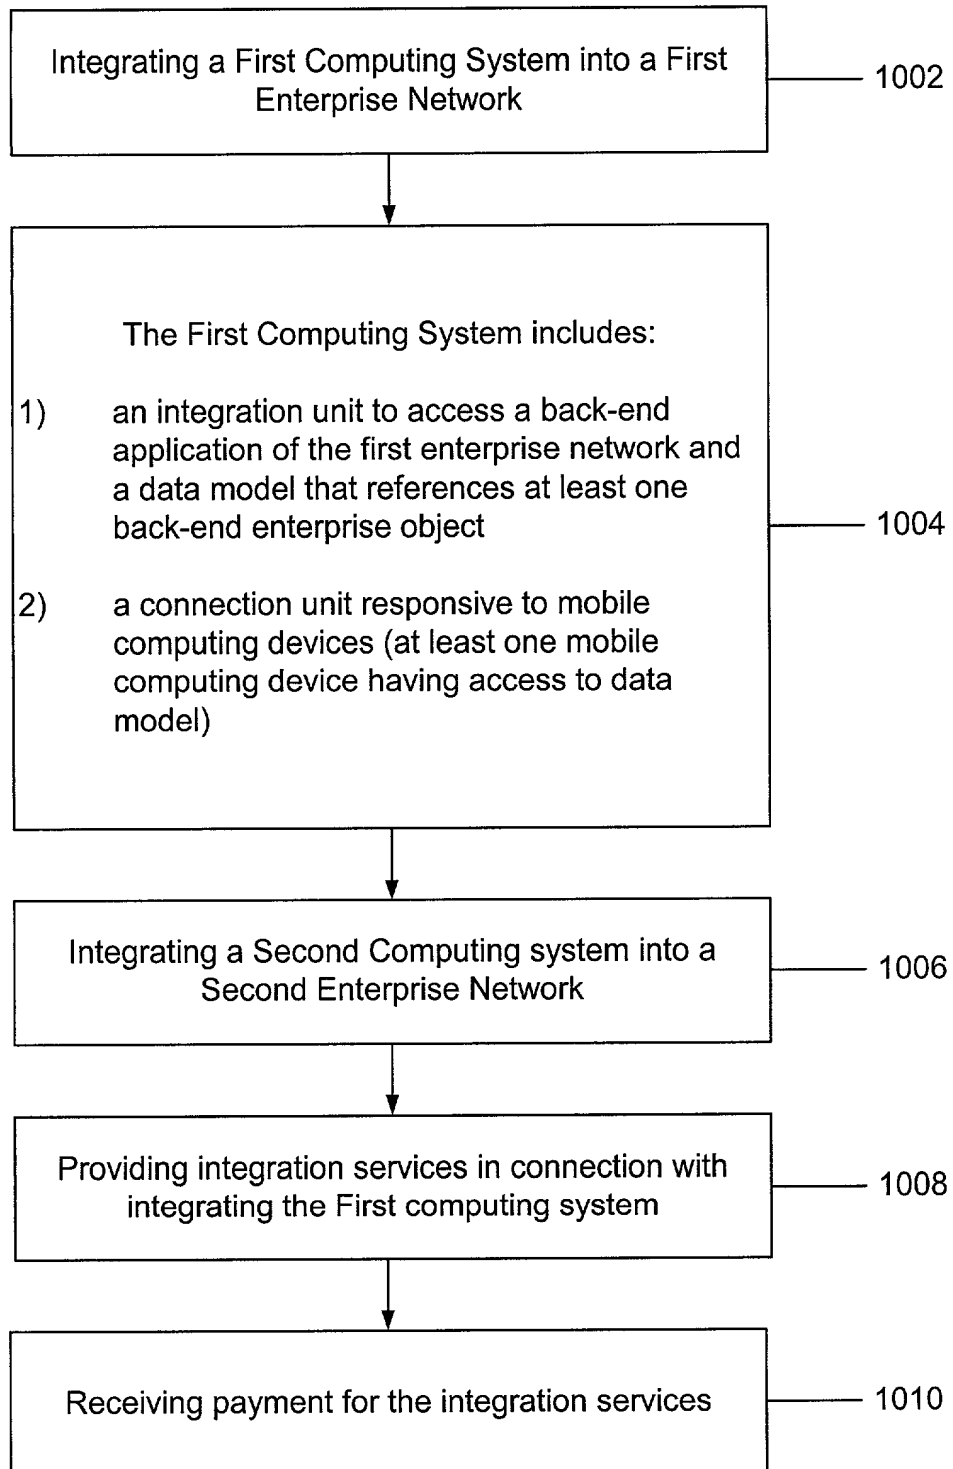 Integrating a First Computing System into a First
Enterprise Network
1002
The First Computing System includes:
1) an integration unit to access a back-end
application of the first enterprise network and
a data model that references at least one
back-end enterprise object
1004
2) a connection unit responsive to mobile
computing devices (at least one mobile
computing device having access to data
model)
Integrating a Second Computing system into a
Second Enterprise Network
1006
Providing integration services in connection with
integrating the First computing system
1008
Receiving payment for the integration services
1010